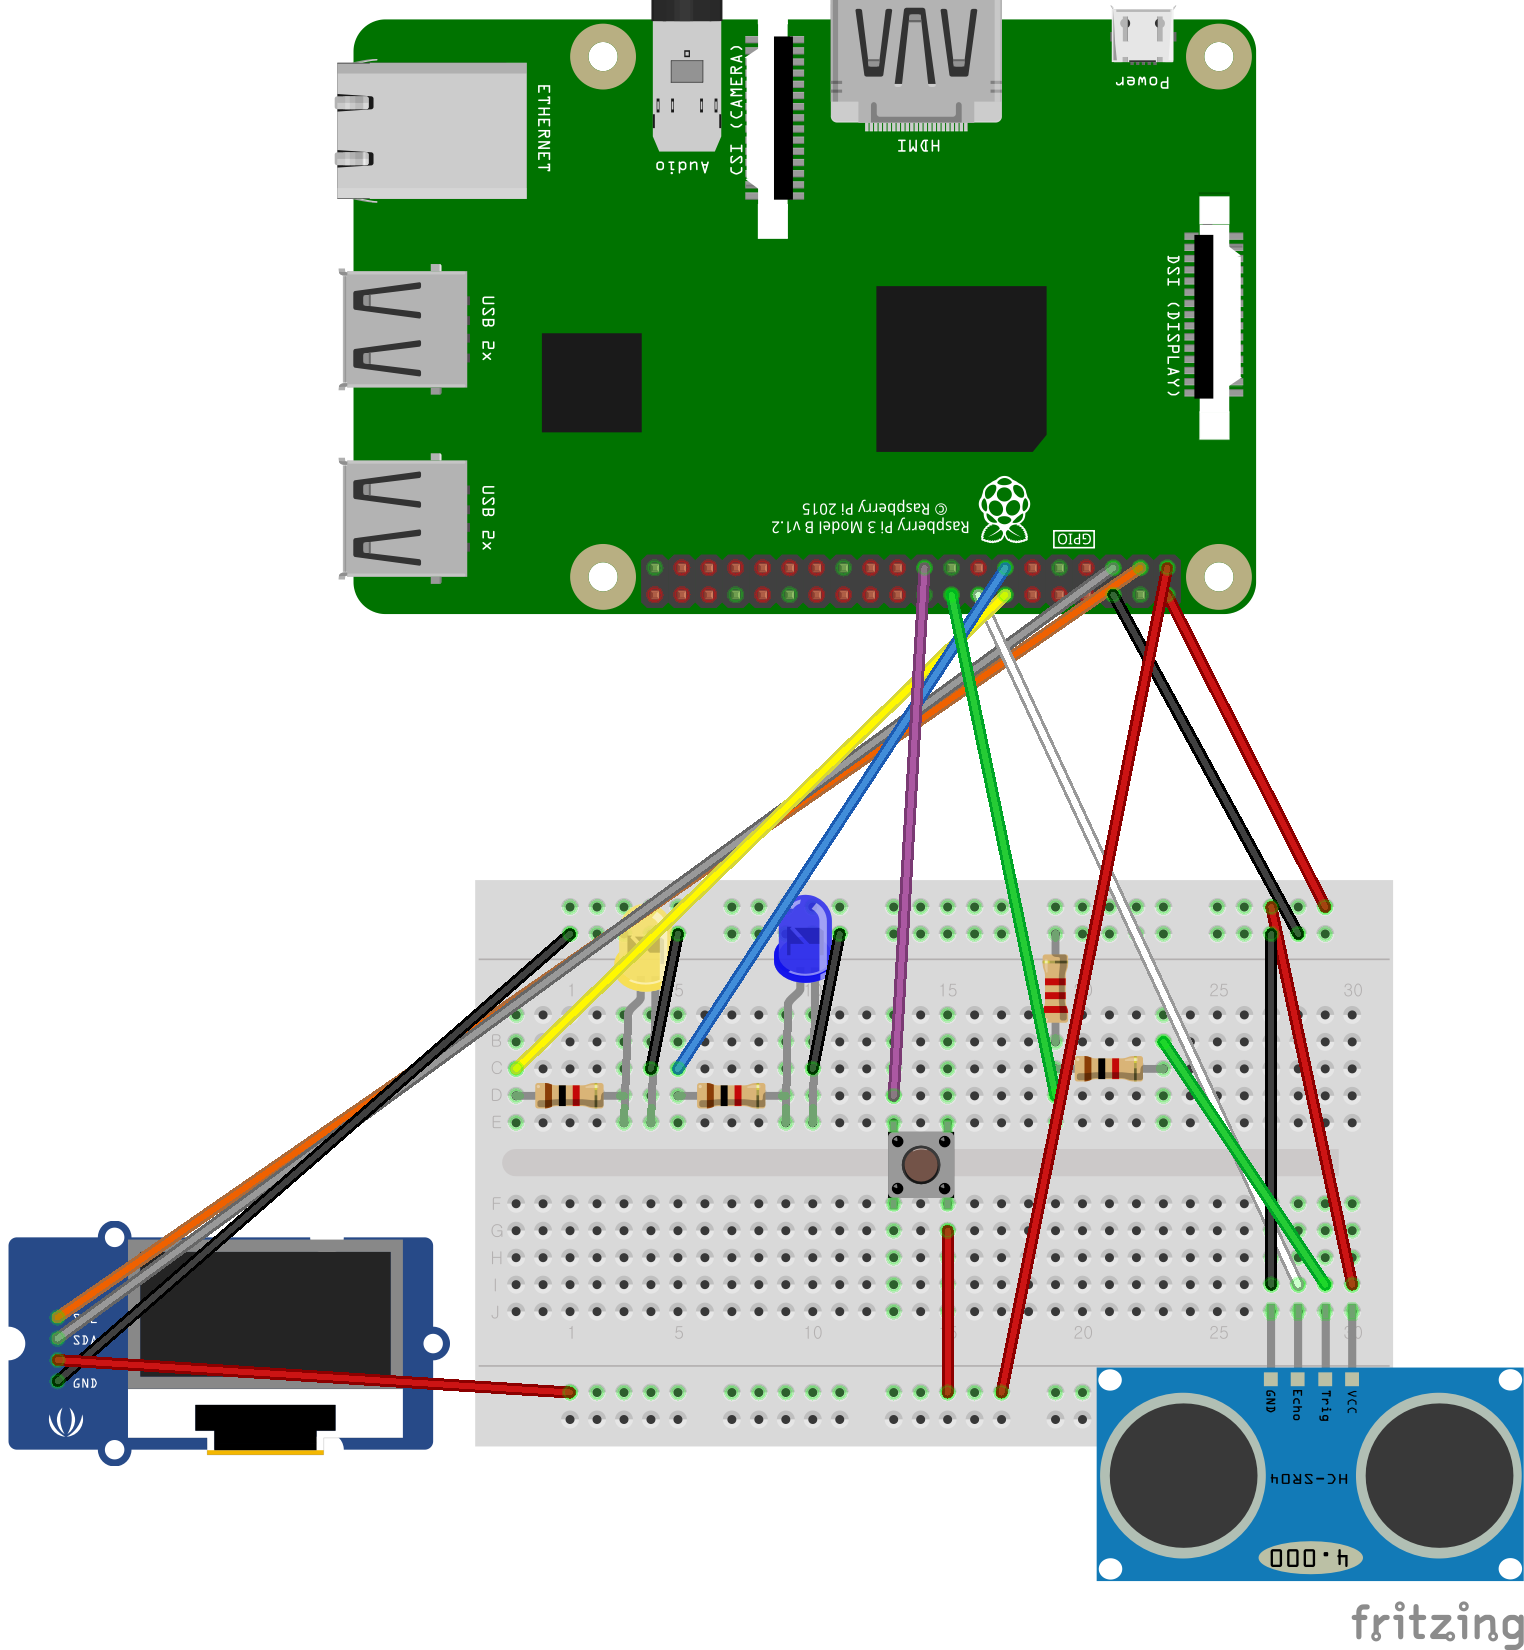 ETHERNET
Audio
CSI (CAMERA)
HDMI
Power
DSI (DISPLAY)
USB 2x
USB 2x
© Raspberry Pi 2015
Raspberry Pi 3 Model B v1.2
GPIO
1 5 15 25 30
B
C
D
E
F
G
H
I
J
1 5 10 20 25 30
SDA
GND
GND Echo Trig VCC
HC-SR04
4.000
fritzing